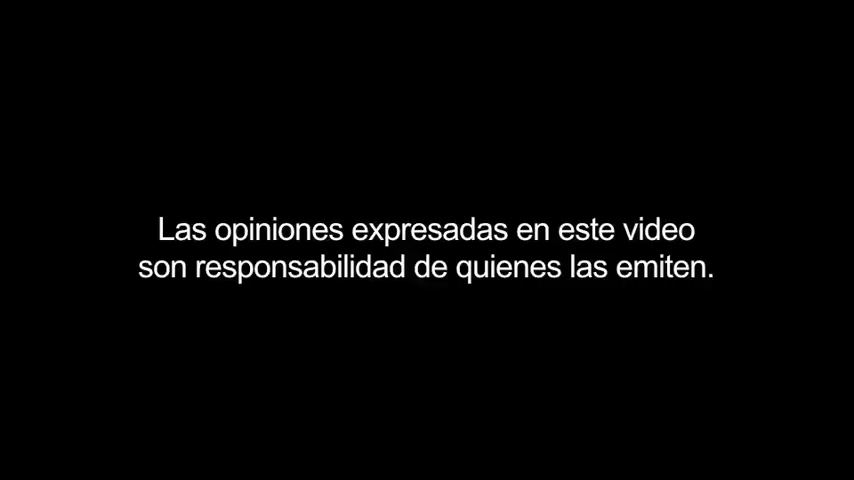 Las opiniones expresadas en este video
son responsabilidad de quienes las emiten.